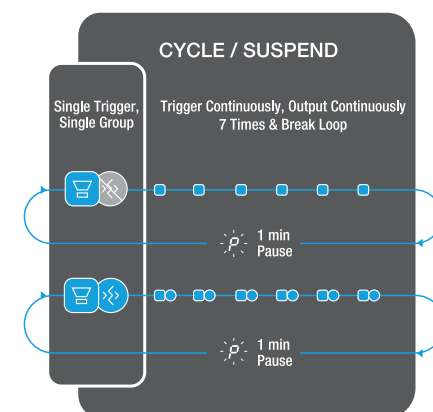 CYCLE / SUSPEND
Single Trigger,
Single Group
Trigger Continuously, Output Continuously
7 Times & Break Loop
P 1 min
Pause
P 1 min
Pause